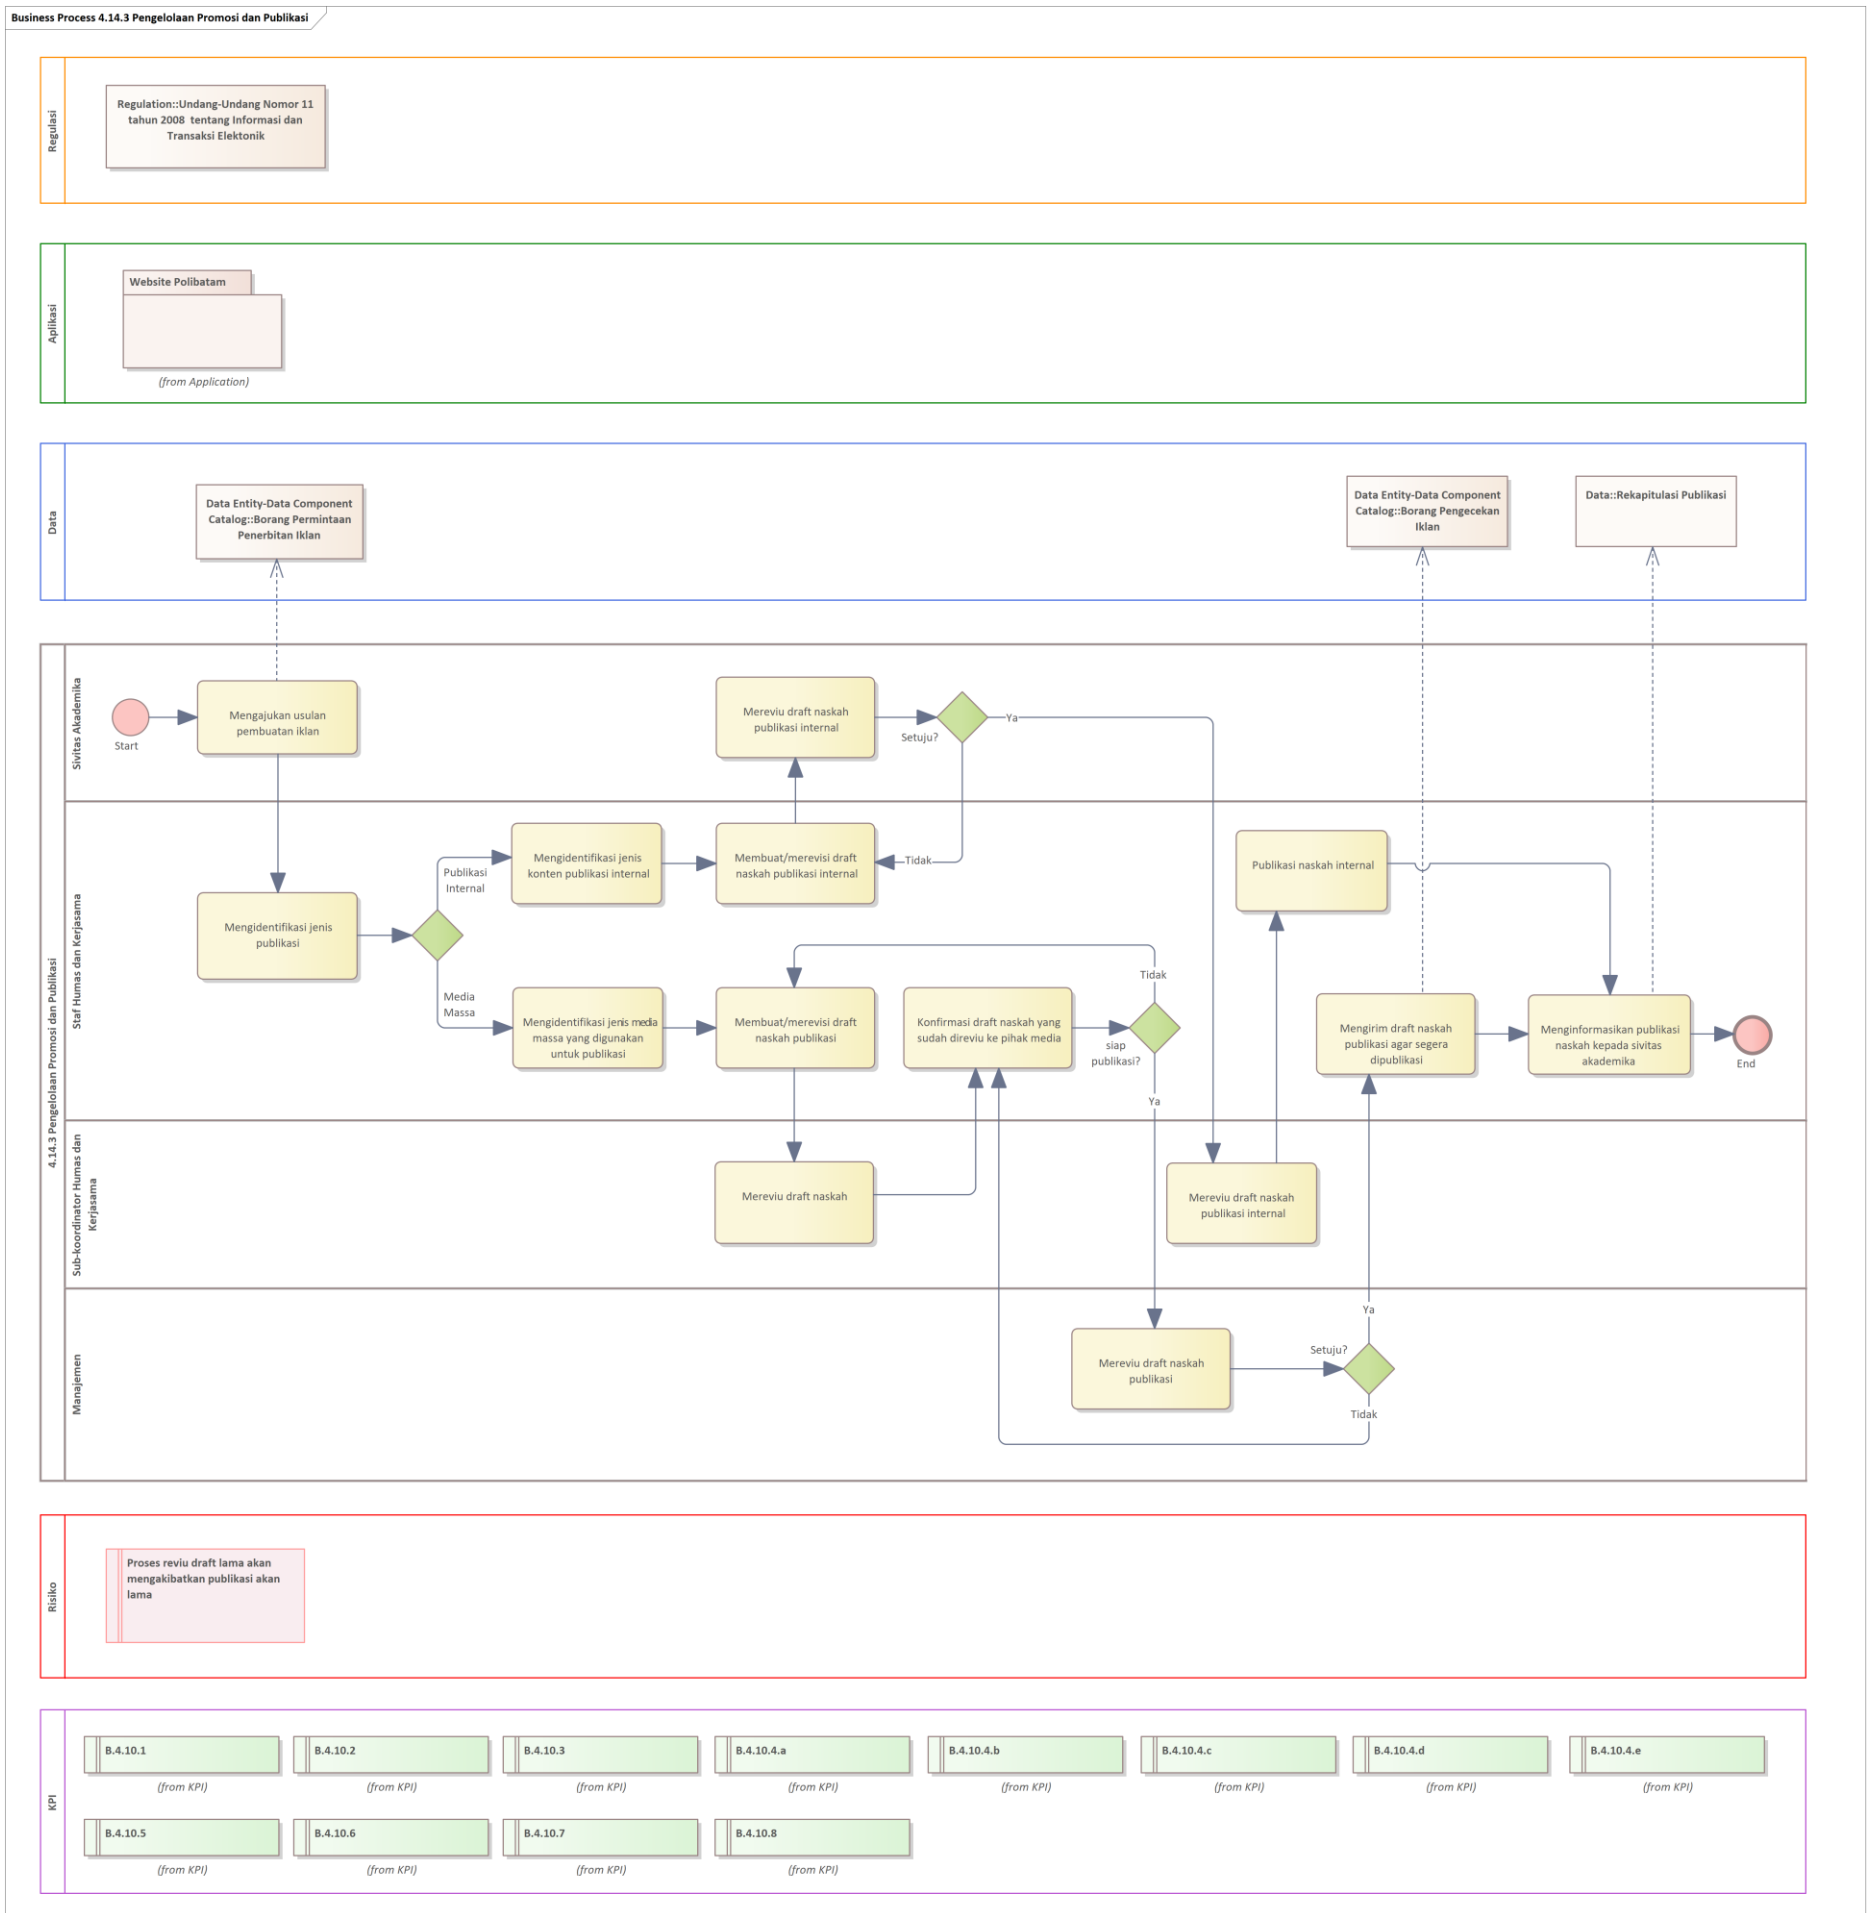 Business Process 4.14.3 Pengelolaan Promosi dan Publikasi
Regulasi
Regulation::Undang-Undang Nomor 11
tahun 2008  tentang Informasi dan
Transaksi Elektonik
Aplikasi
Website Polibatam
(from Application)
Data
Data Entity-Data Component
Catalog::Borang Permintaan
Penerbitan Iklan
Data Entity-Data Component
Catalog::Borang Pengecekan
Iklan
Data::Rekapitulasi Publikasi
4.14.3 Pengelolaan Promosi dan Publikasi
Sivitas Akademika
Start
Mengajukan usulan
pembuatan iklan
Mereviu draft naskah
publikasi internal
Setuju?
Ya
Tidak
Staf Humas dan Kerjasama
Mengidentifikasi jenis
publikasi
Publikasi
Internal
Media
Massa
Mengidentifikasi jenis
konten publikasi internal
Membuat/merevisi draft
naskah publikasi internal
Publikasi naskah internal
Mengidentifikasi jenis media
massa yang digunakan
untuk publikasi
Membuat/merevisi draft
naskah publikasi
Konfirmasi draft naskah yang
sudah direviu ke pihak media
Tidak
siap
publikasi?
Ya
Mengirim draft naskah
publikasi agar segera
dipublikasi
Menginformasikan publikasi
naskah kepada sivitas
akademika
End
Sub-koordinator Humas dan
Kerjasama
Mereviu draft naskah
Mereviu draft naskah
publikasi internal
Manajemen
Mereviu draft naskah
publikasi
Setuju?
Ya
Tidak
Risiko
Proses reviu draft lama akan
mengakibatkan publikasi akan
lama
KPI
B.4.10.1
(from KPI)
B.4.10.2
(from KPI)
B.4.10.3
(from KPI)
B.4.10.4.a
(from KPI)
B.4.10.4.b
(from KPI)
B.4.10.4.c
(from KPI)
B.4.10.4.d
(from KPI)
B.4.10.4.e
(from KPI)
B.4.10.5
(from KPI)
B.4.10.6
(from KPI)
B.4.10.7
(from KPI)
B.4.10.8
(from KPI)